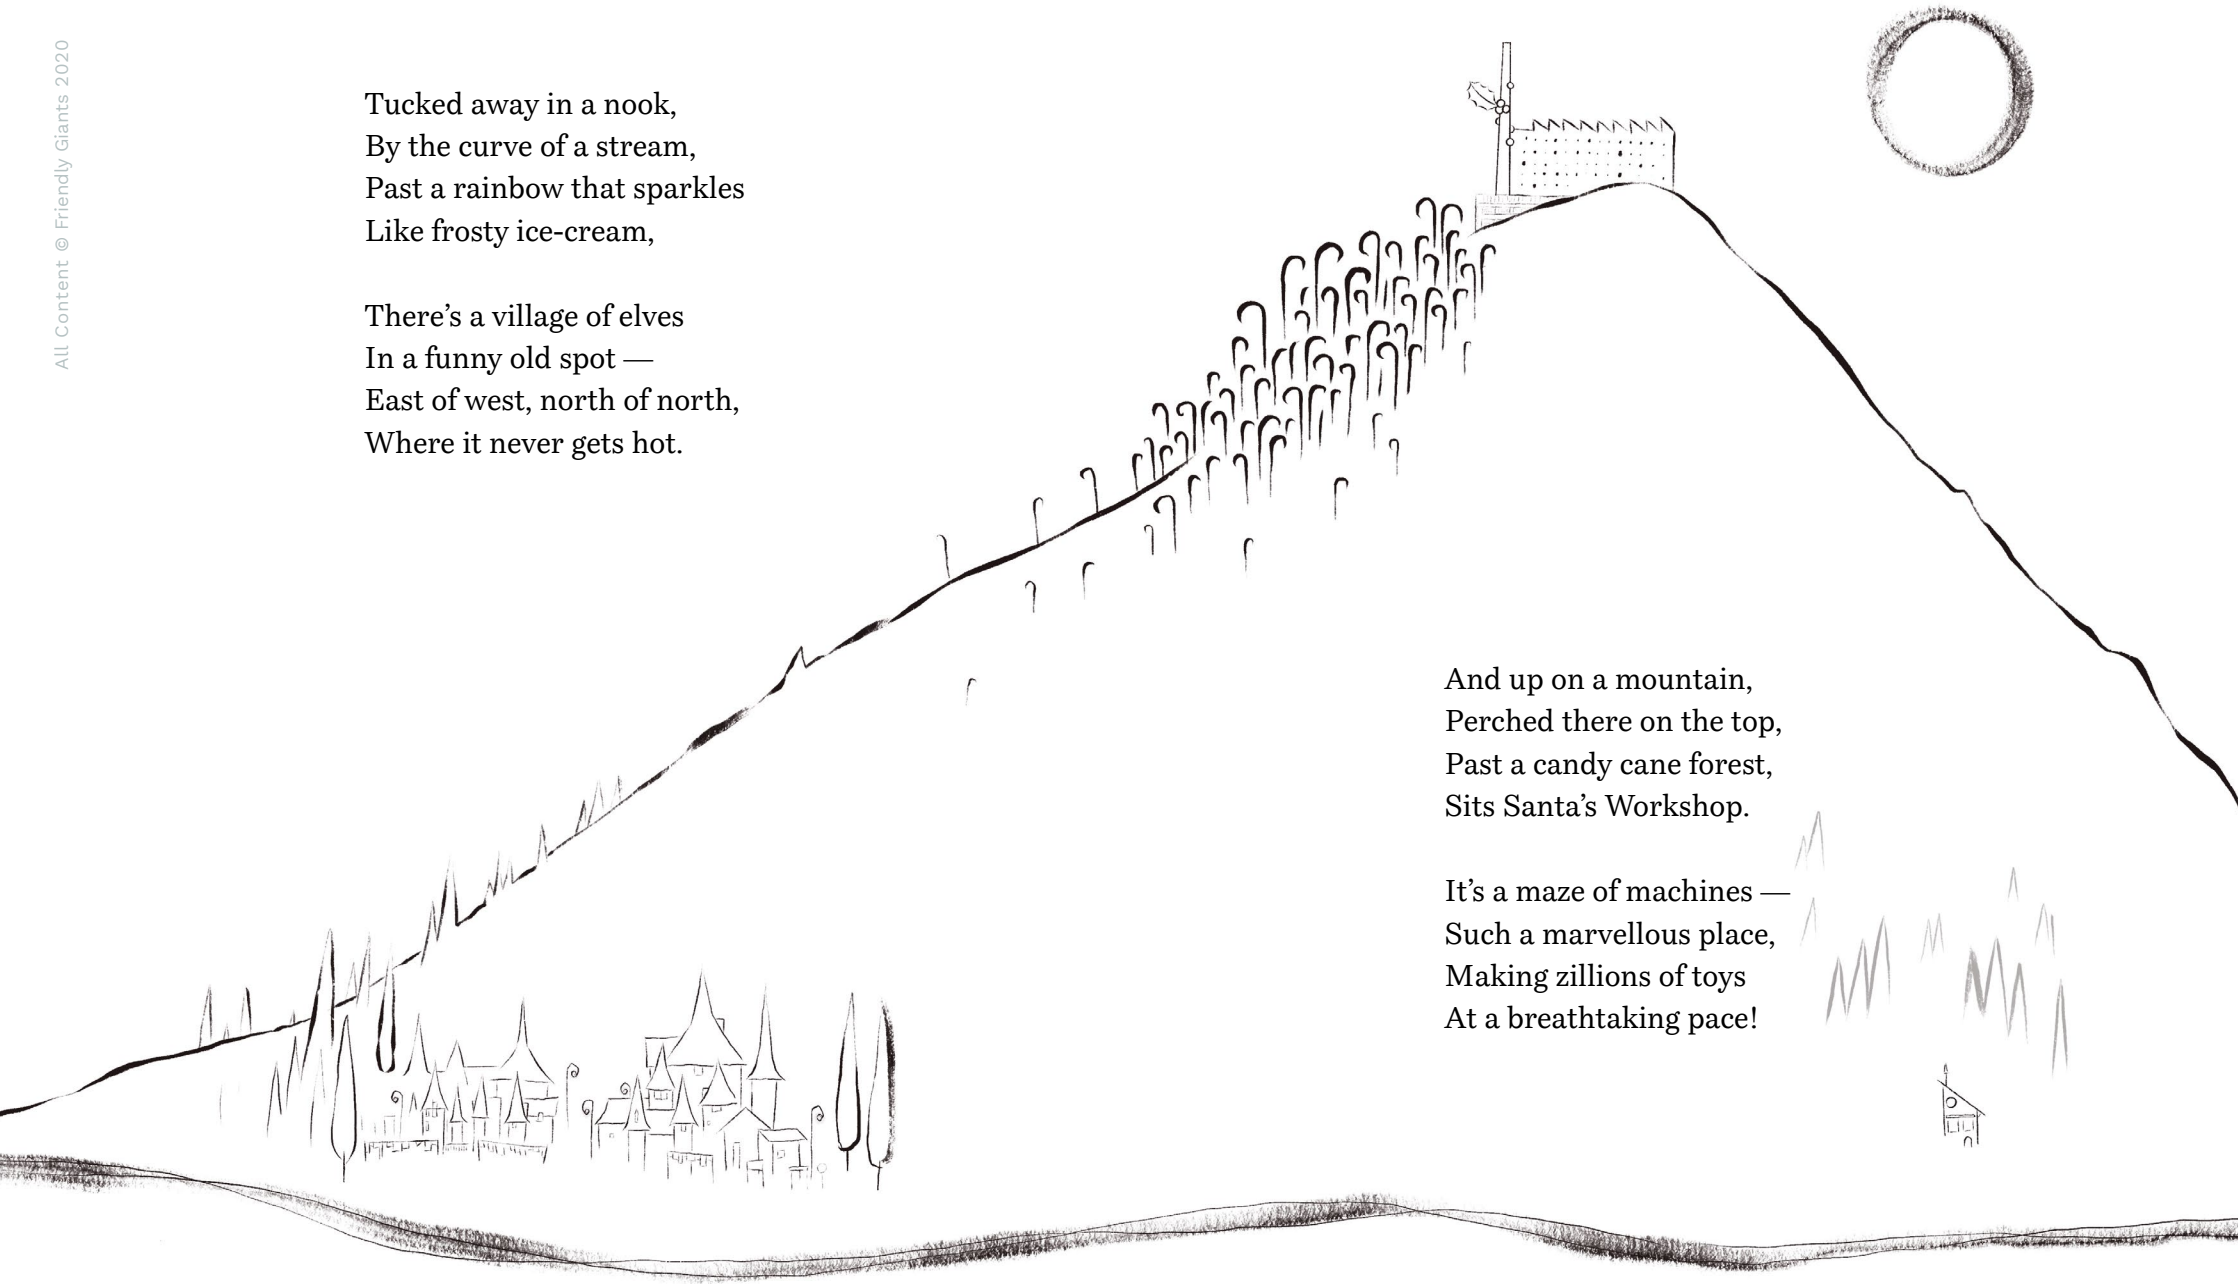 All Content © Friendly Giants 2020
Tucked away in a nook,
By the curve of a stream,
Past a rainbow that sparkles
Like frosty ice-cream,
There’s a village of elves
In a funny old spot —
East of west, north of north,
Where it never gets hot.
And up on a mountain,
Perched there on the top,
Past a candy cane forest,
Sits Santa’s Workshop.
It’s a maze of machines —
Such a marvellous place,
Making zillions of toys
At a breathtaking pace!